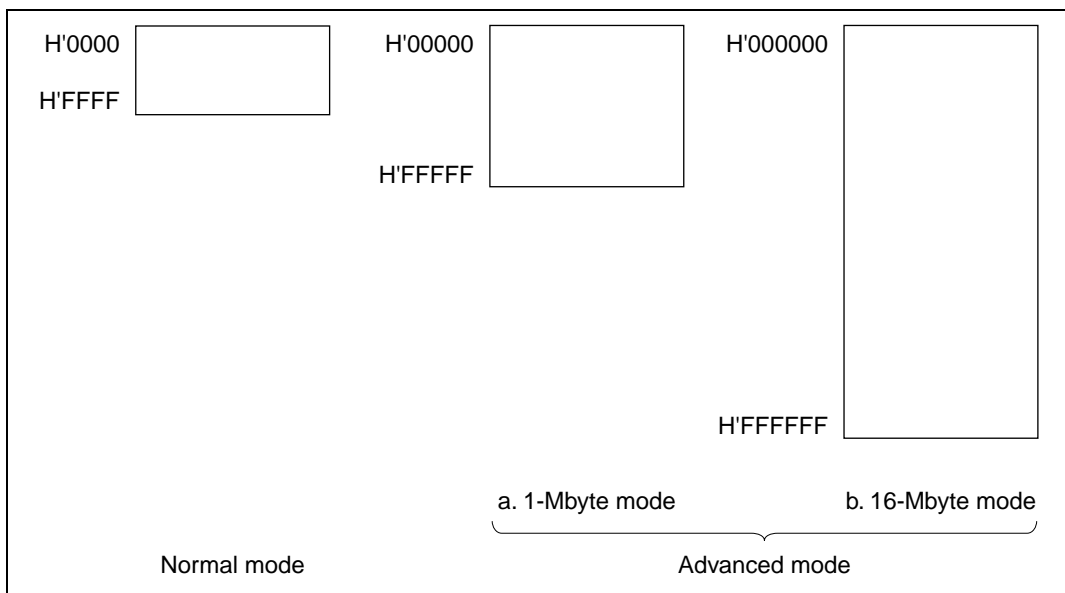 H'0000
H'FFFF
H'00000
H'FFFFF
H'000000
H'FFFFFF
a. 1-Mbyte mode
b. 16-Mbyte mode
Normal mode
Advanced mode